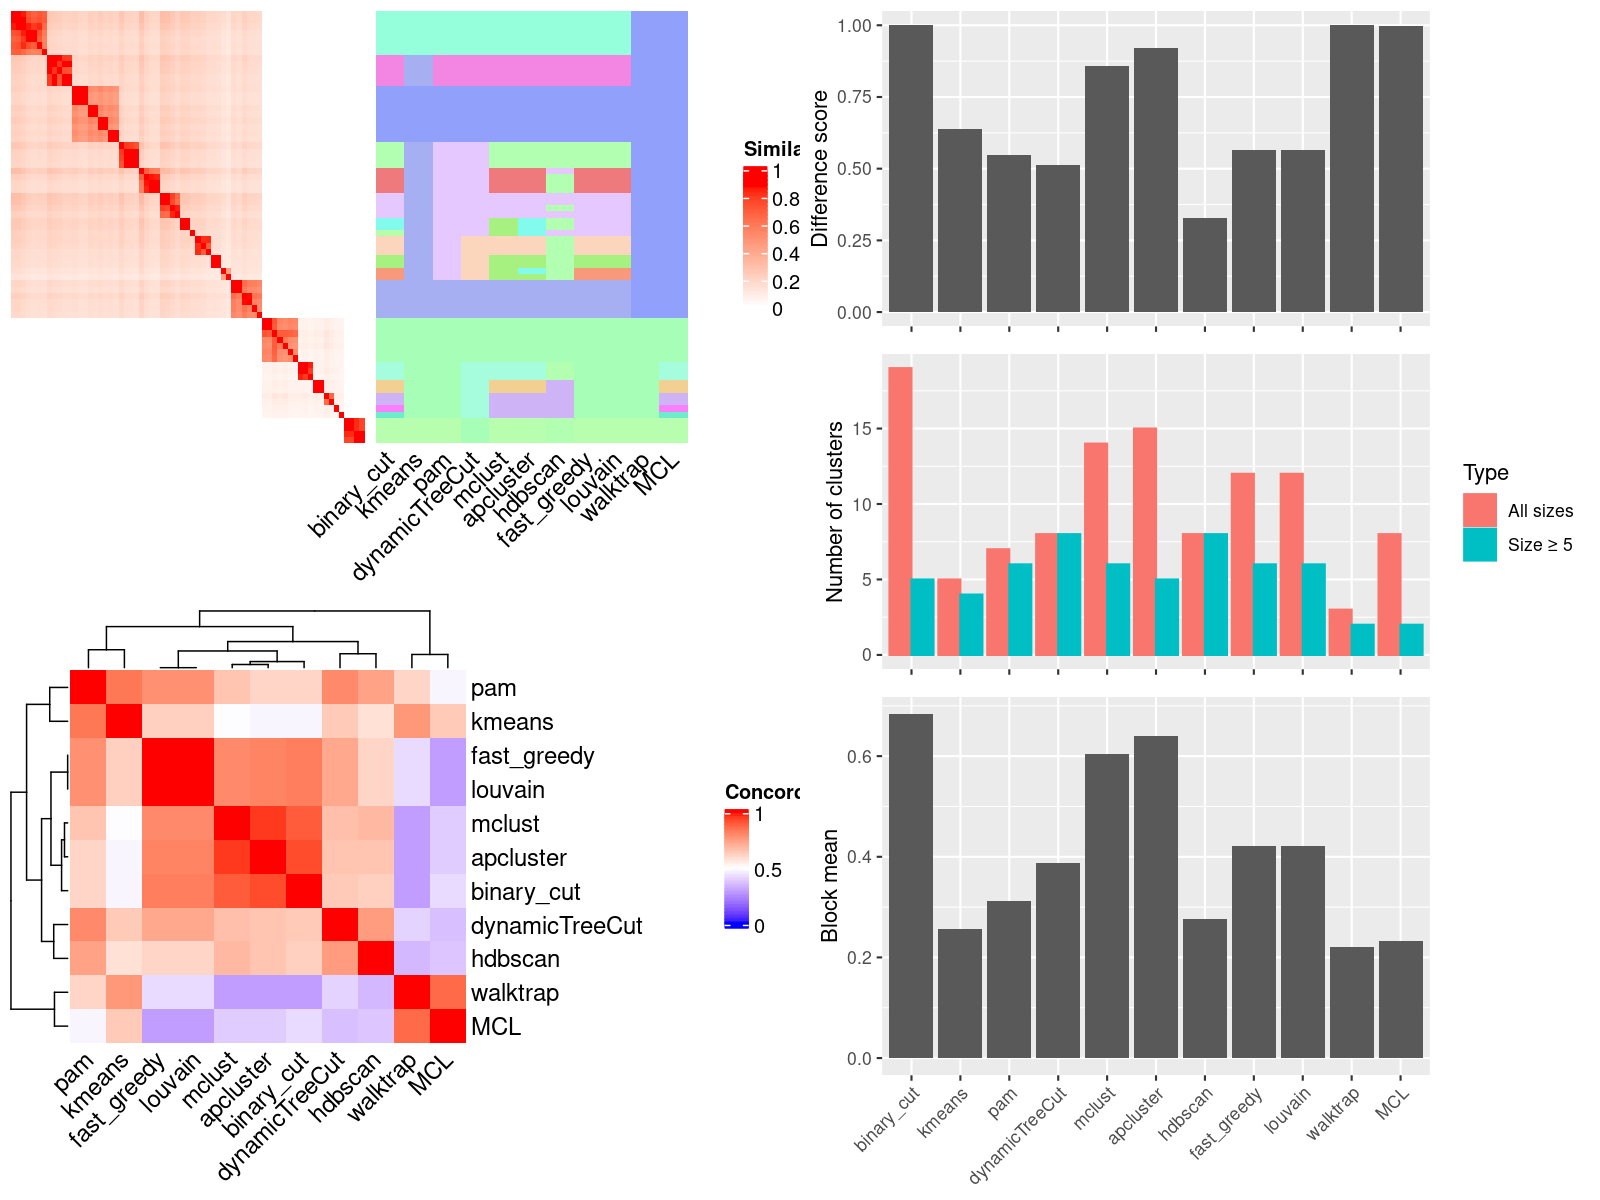 Simila
1
0.8
0.6
0.4
0.2
0
binary_cut
kmeans
pam
dynamicTreeCut
mclust
apcluster
hdbscan
fast_greedy
louvain
walktrap
MCL
pam
kmeans
fast_greedy
louvain
mclust
apcluster
binary_cut
dynamicTreeCut
hdbscan
walktrap
MCL
pam
kmeans
fast_greedy
louvain
mclust
apcluster
binary_cut
dynamicTreeCut
hdbscan
walktrap
MCL
Concord
1
0.5
0
Difference score
1.00
0.75
0.50
0.25
0.00
Number of clusters
15
10
5
0
Type
All sizes
Size ≥ 5
Block mean
0.6
0.4
0.2
0.0
binary_cut
kmeans
pam
dynamicTreeCut
mclust
apcluster
hdbscan
fast_greedy
louvain
walktrap
MCL